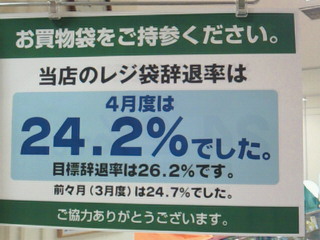 お買物袋をご持参ください。
当店のレジ袋辞退率は
4月度は
24.2%でした。
目標辞退率は26.2%です。
前々月(3月度)は24.7%でした。
ご協力ありがとうございます。